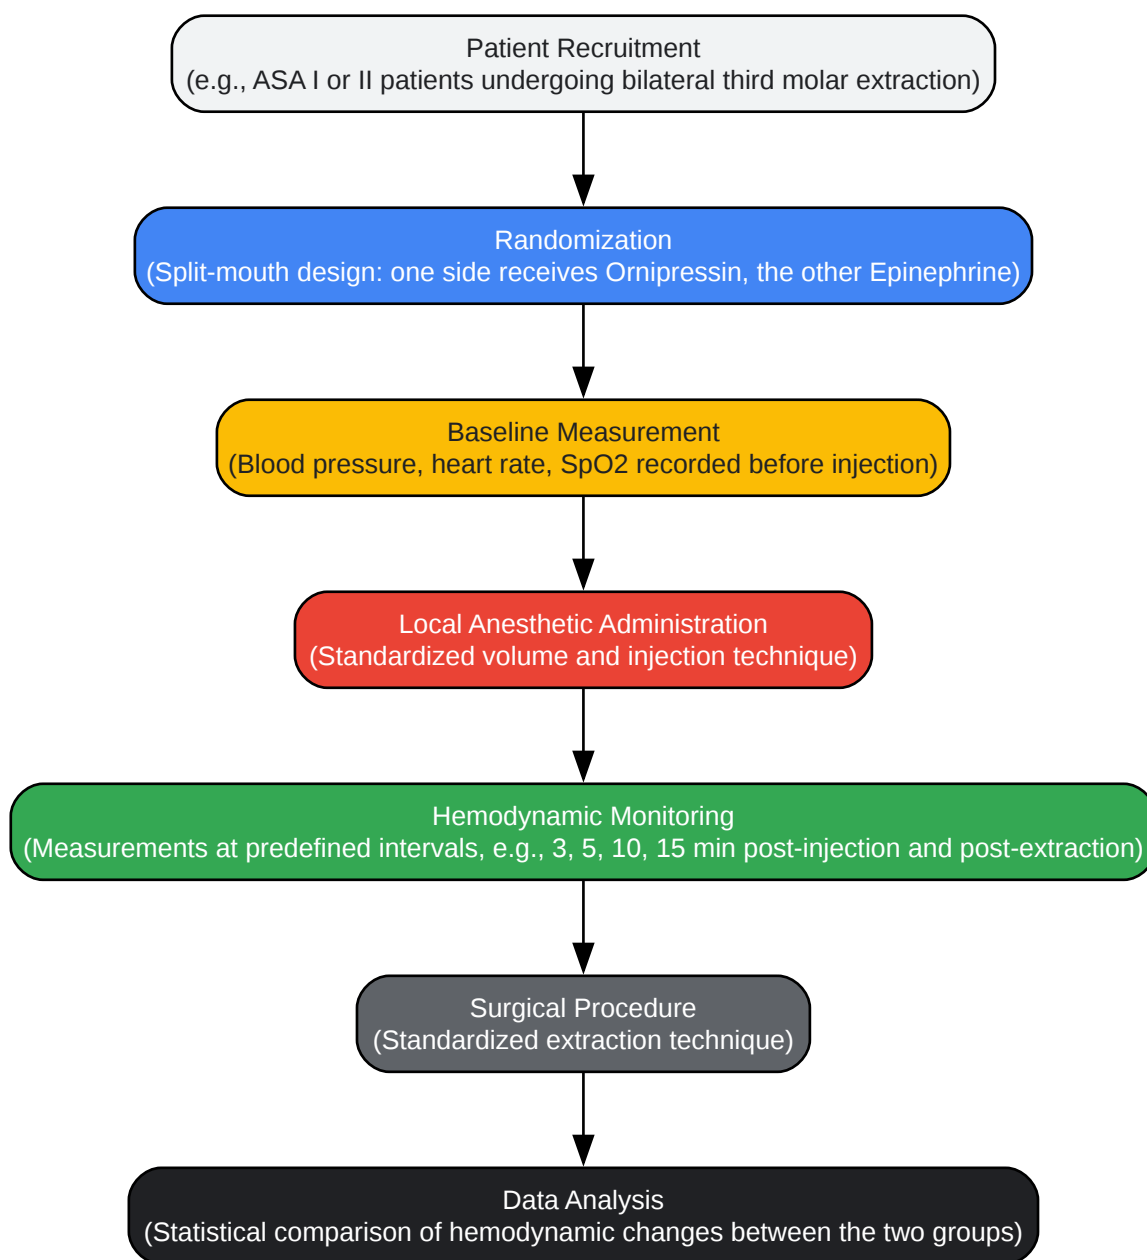 Patient Recruitment
(e.g., ASA I or II patients undergoing bilateral third molar extraction)
Randomization
(Split-mouth design: one side receives Ornipressin, the other Epinephrine)
Baseline Measurement
(Blood pressure, heart rate, SpO2 recorded before injection)
Local Anesthetic Administration
(Standardized volume and injection technique)
Hemodynamic Monitoring
(Measurements at predefined intervals, e.g., 3, 5, 10, 15 min post-injection and post-extraction)
Surgical Procedure
(Standardized extraction technique)
Data Analysis
(Statistical comparison of hemodynamic changes between the two groups)